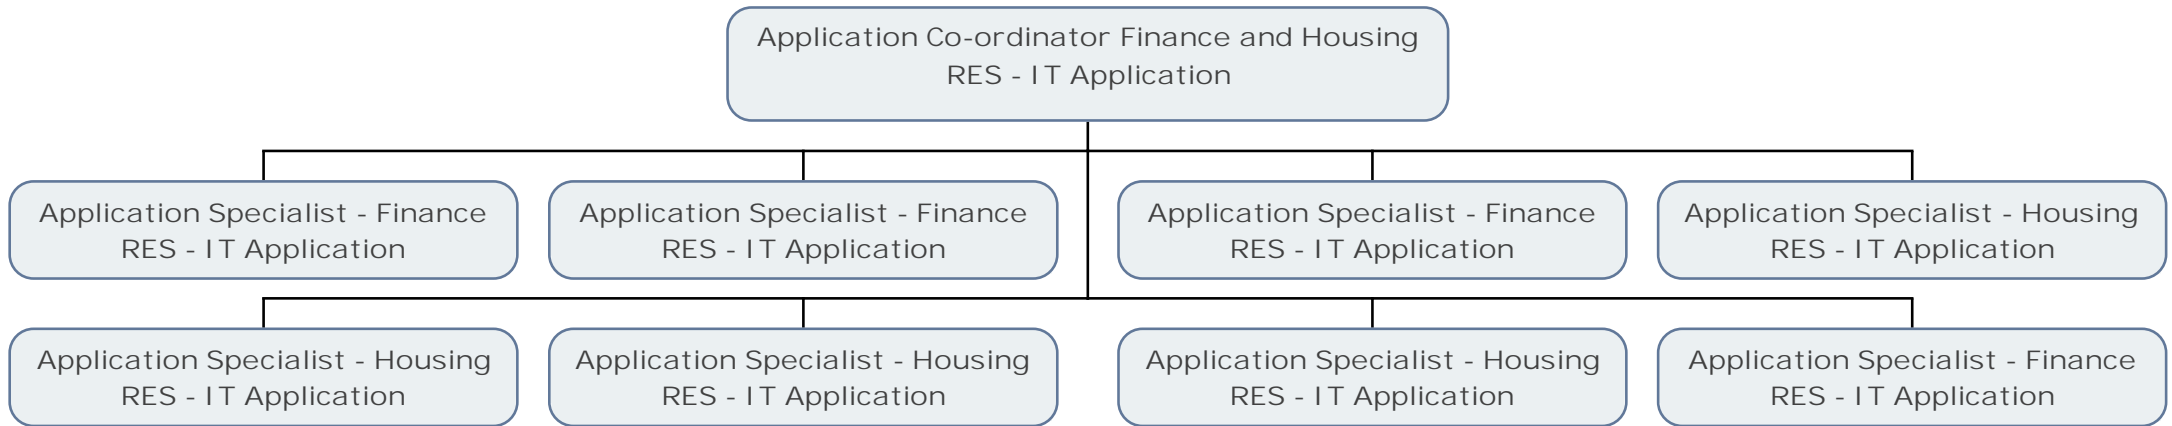 Application Co-ordinator Finance and Housing
RES - IT Application
Application Specialist - Finance
RES - IT Application
Application Specialist - Finance
RES - IT Application
Application Specialist - Finance
RES - IT Application
Application Specialist - Housing
RES - IT Application
Application Specialist - Housing
RES - IT Application
Application Specialist - Housing
RES - IT Application
Application Specialist - Housing
RES - IT Application
Application Specialist - Finance
RES - IT Application